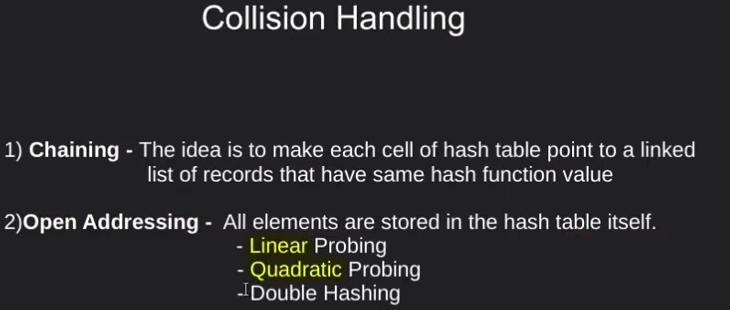 Collision Handling
1) Chaining - The idea is to make each cell of hash table point to a linked
list of records that have same hash function value
2)Open Addressing - All elements are stored in the hash table itself.
- Linear Probing
- Quadratic Probing
- Double Hashing